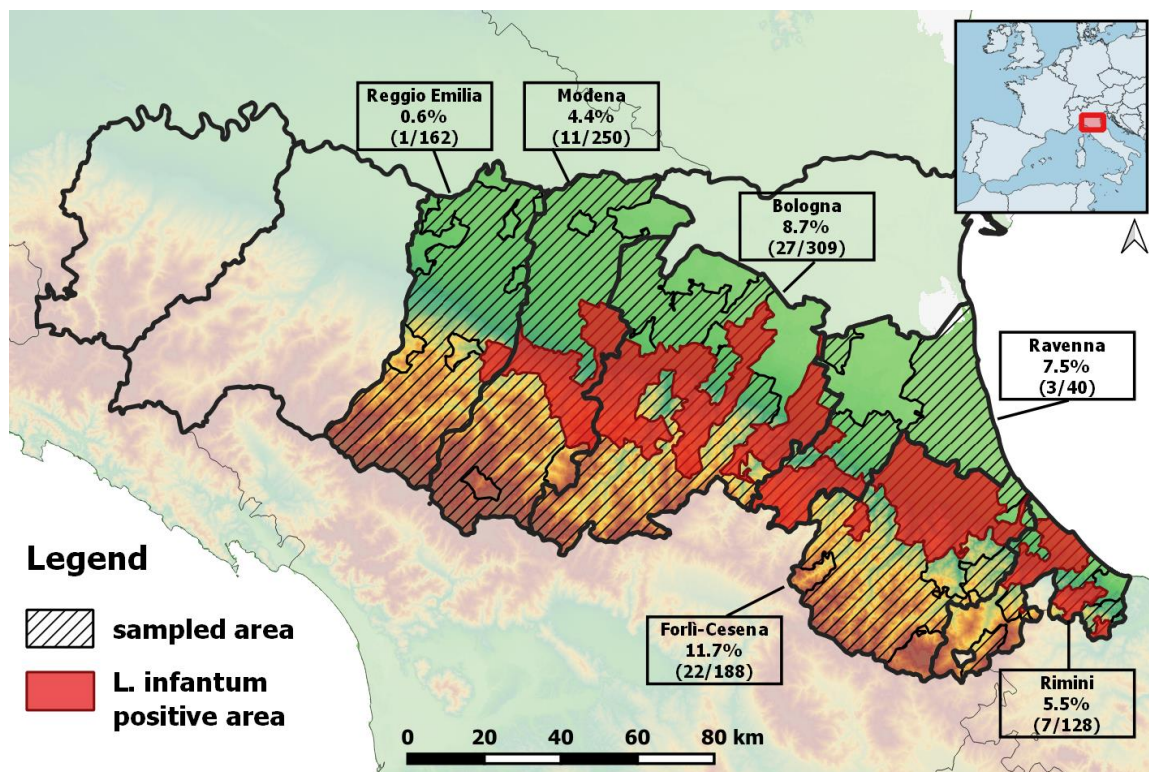 Reggio Emilia
0.6%
(1/162)
Modena
4.4%
(11/250)
Bologna
8.7%
(27/309)
Ravenna
7.5%
(3/40)
Forlì-Cesena
11.7%
(22/188)
Rimini
5.5%
(7/128)
Legend
sampled area
L. infantum
positive area
0 20 40 60 80 km